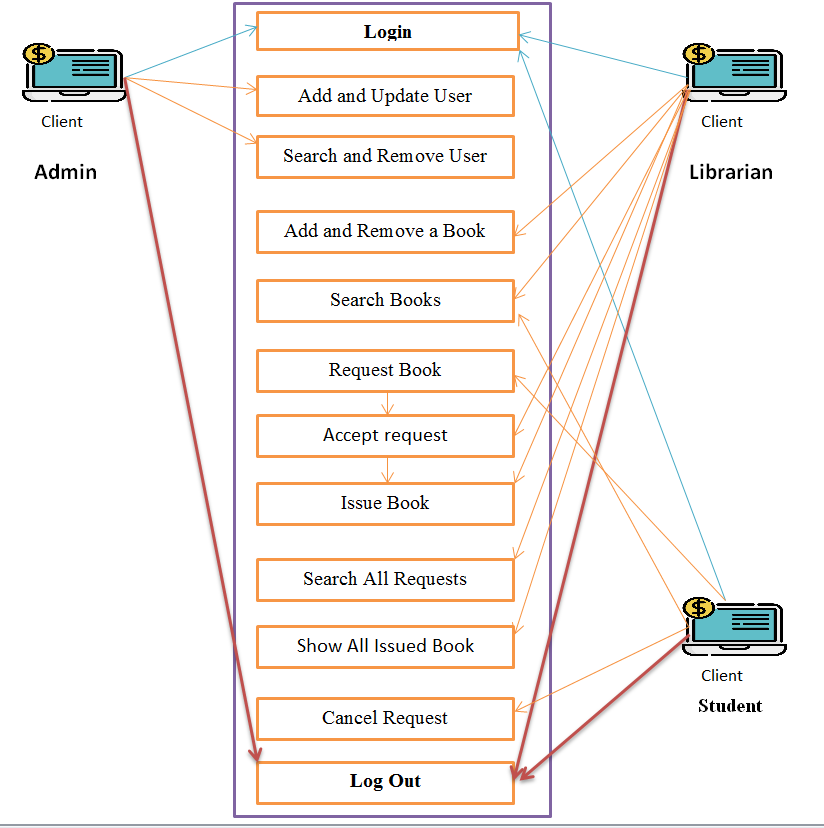 Login
$
Client
Admin
$
Client
Librarian
Add and Update User
Search and Remove User
Add and Remove a Book
Search Books
Request Book
Accept request
Issue Book
Search All Requests
Show All Issued Book
Cancel Request
Log Out
$
Client
Student